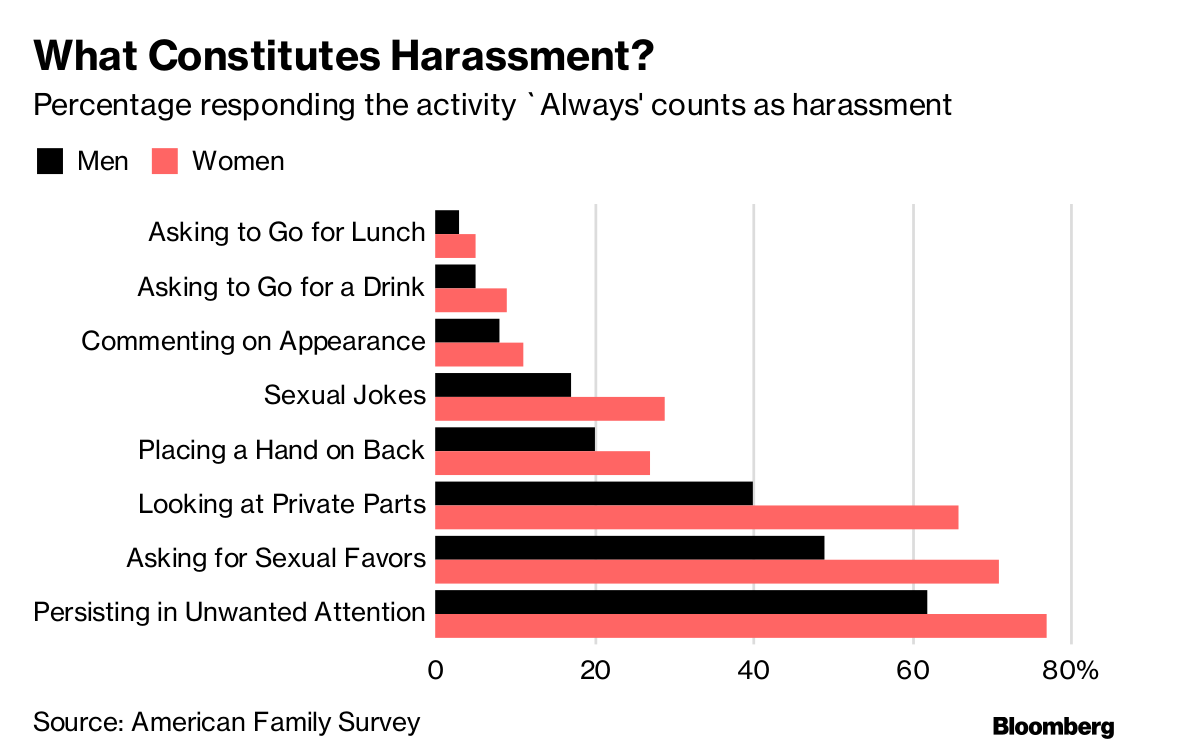 What Constitutes Harassment?
Percentage responding the activity `Always' counts as harassment
Men Women
Asking to Go for Lunch
Asking to Go for a Drink
Commenting on Appearance
Sexual Jokes
Placing a Hand on Back
Looking at Private Parts
Asking for Sexual Favors
Persisting in Unwanted Attention
0 20 40 60 80%
Source: American Family Survey
Bloomberg